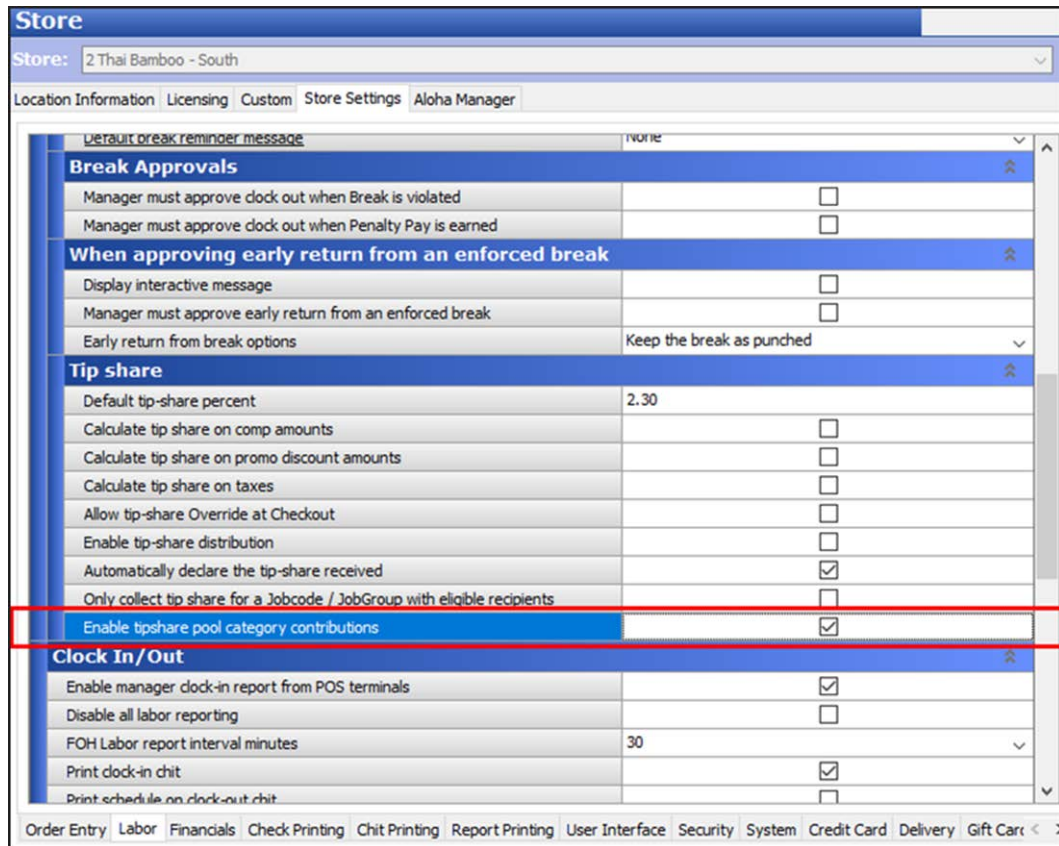 Store
Store: 2 Thai Bamboo - South
Location Information Licensing Custom Store Settings Aloha Manager
Default break reminder message None
Break Approvals
Manager must approve clock out when Break is violated
Manager must approve clock out when Penalty Pay is earned
When approving early return from an enforced break
Display interactive message
Manager must approve early return from an enforced break
Early return from break options Keep the break as punched
Tip share
Default tip-share percent 2.30
Calculate tip share on comp amounts
Calculate tip share on promo discount amounts
Calculate tip share on taxes
Allow tip-share Override at Checkout
Enable tip-share distribution
Automatically declare the tip-share received
Only collect tip share for a Jobcode / JobGroup with eligible recipients
Enable tipshare pool category contributions
Clock In/Out
Enable manager clock-in report from POS terminals
Disable all labor reporting
FOH Labor report interval minutes 30
Print clock-in chit
Print schedule on clock-out chit
Order Entry Labor Financials Check Printing Chit Printing Report Printing User Interface Security System Credit Card Delivery Gift Card